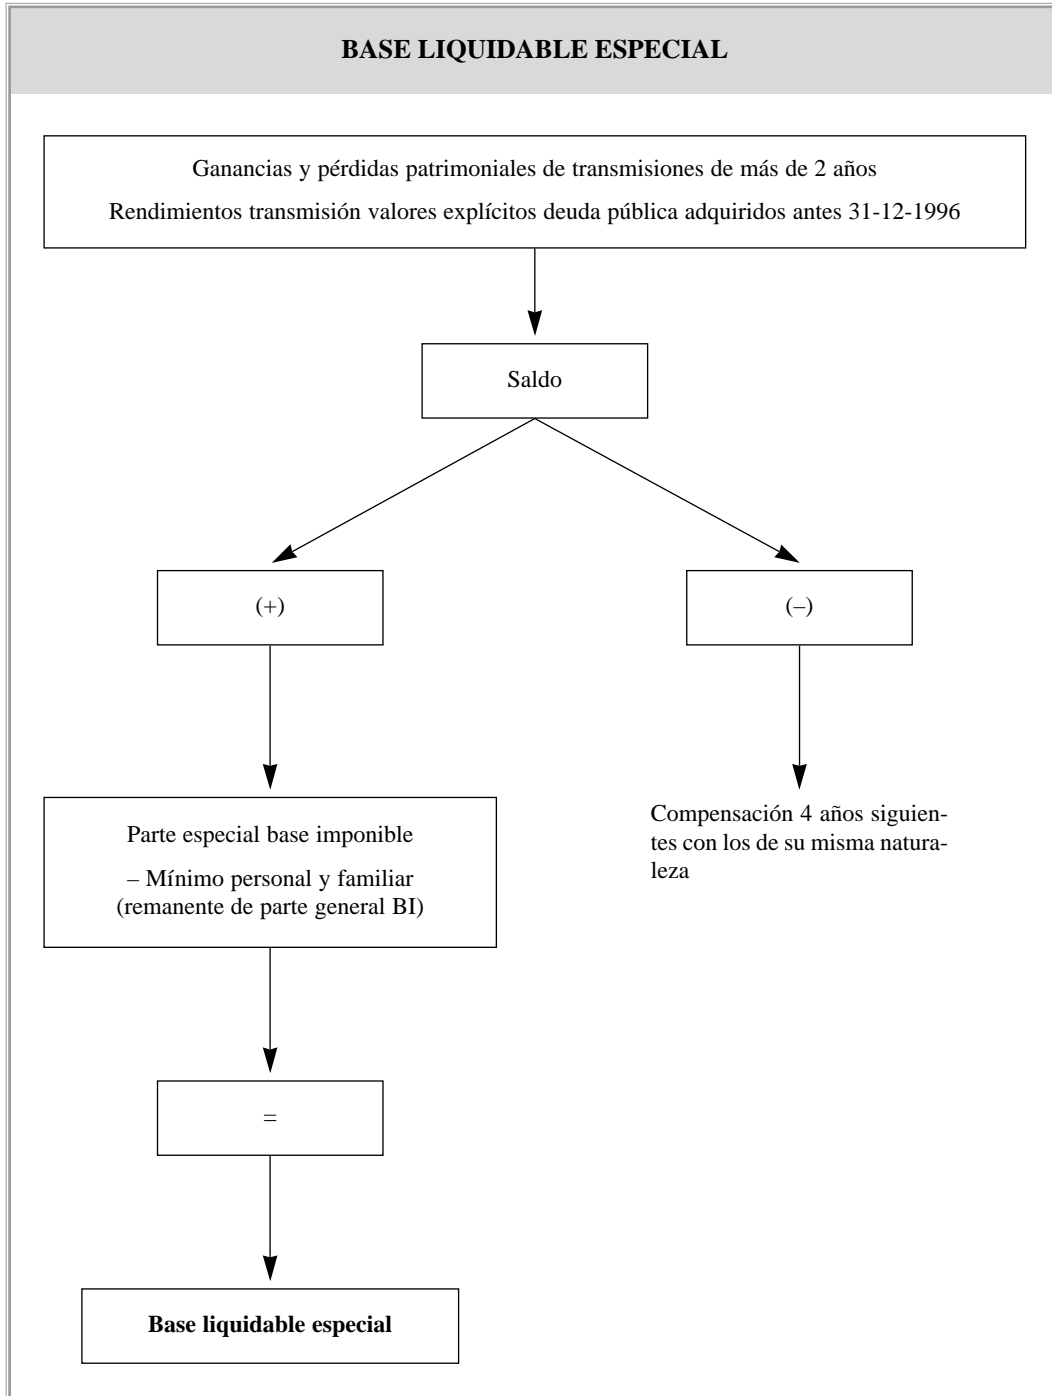 BASE LIQUIDABLE ESPECIAL
Ganancias y pérdidas patrimoniales de transmisiones de más de 2 años
Rendimientos transmisión valores explícitos deuda pública adquiridos antes 31-12-1996
Saldo
(+)
(–)
Parte especial base imponible
– Mínimo personal y familiar
(remanente de parte general BI)
Compensación 4 años siguien-
tes con los de su misma natura-
leza
=
Base liquidable especial